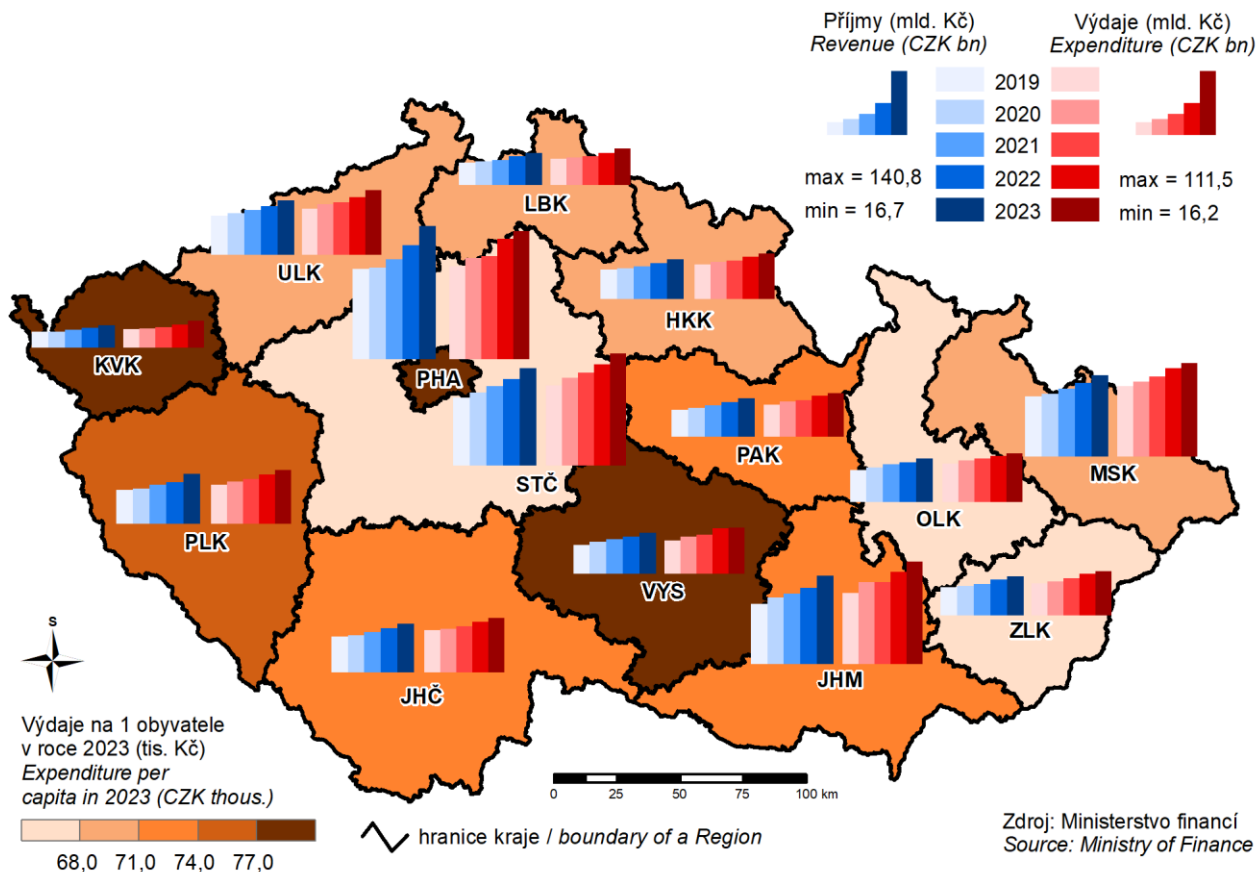 Příjmy (mld. Kč)
Revenue (CZK bn)
Výdaje (mld. Kč)
Expenditure (CZK bn)
2019
2020
2021
2022
2023
max = 140,8
min = 16,7
max = 111,5
min = 16,2
LBK
ULK
HKK
KVK
PHA
PAK
STČ
MSK
OLK
PLK
VYS
ZLK
JHČ
JHM
S
Výdaje na 1 obyvatele
v roce 2023 (tis. Kč)
Expenditure per
capita in 2023 (CZK thous.)
68,0 71,0 74,0 77,0
0 25 50 75 100 km
hranice kraje / boundary of a Region
Zdroj: Ministerstvo financí
Source: Ministry of Finance